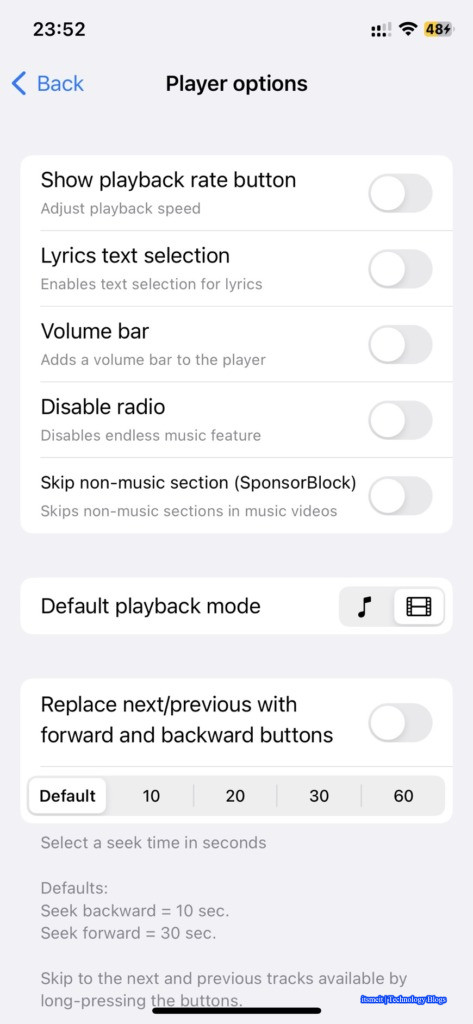 23:52
48
Back
Player options
Show playback rate button
Adjust playback speed
Lyrics text selection
Enables text selection for lyrics
Volume bar
Adds a volume bar to the player
Disable radio
Disables endless music feature
Skip non-music section (SponsorBlock)
Skips non-music sections in music videos
Default playback mode
Replace next/previous with
forward and backward buttons
Default 10 20 30 60
Select a seek time in seconds
Defaults:
Seek backward = 10 sec.
Seek forward = 30 sec.
Skip to the next and previous tracks available by
long-pressing the buttons.
itsmeit | Technology Blogs